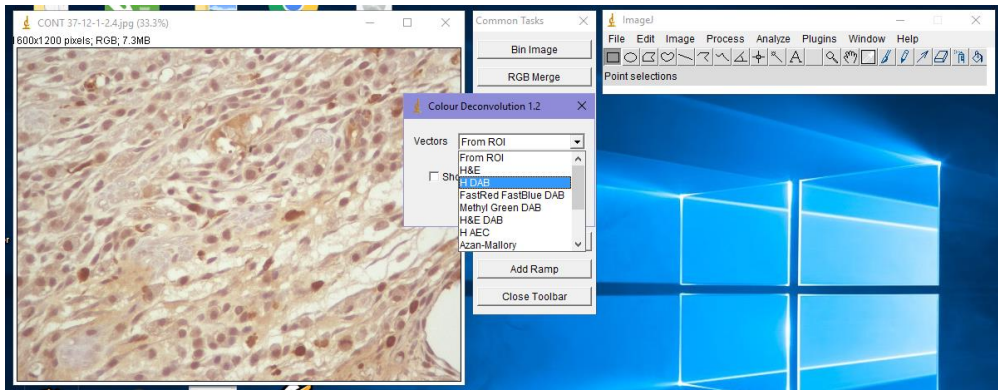 CONT 37-12-1-2.4.jpg (33.3%)
1600x1200 pixels; RGB; 7.3MB
Common Tasks
Bin Image
RGB Merge
Colour Deconvolution 1.2
Vectors
From ROI
From ROI
H&E
Sho
H DAB
FastRed FastBlue DAB
Methyl Green DAB
H&E DAB
H AEC
Azan-Mallory
Add Ramp
Close Toolbar
ImageJ
File Edit Image Process Analyze Plugins Window Help
A
Point selections